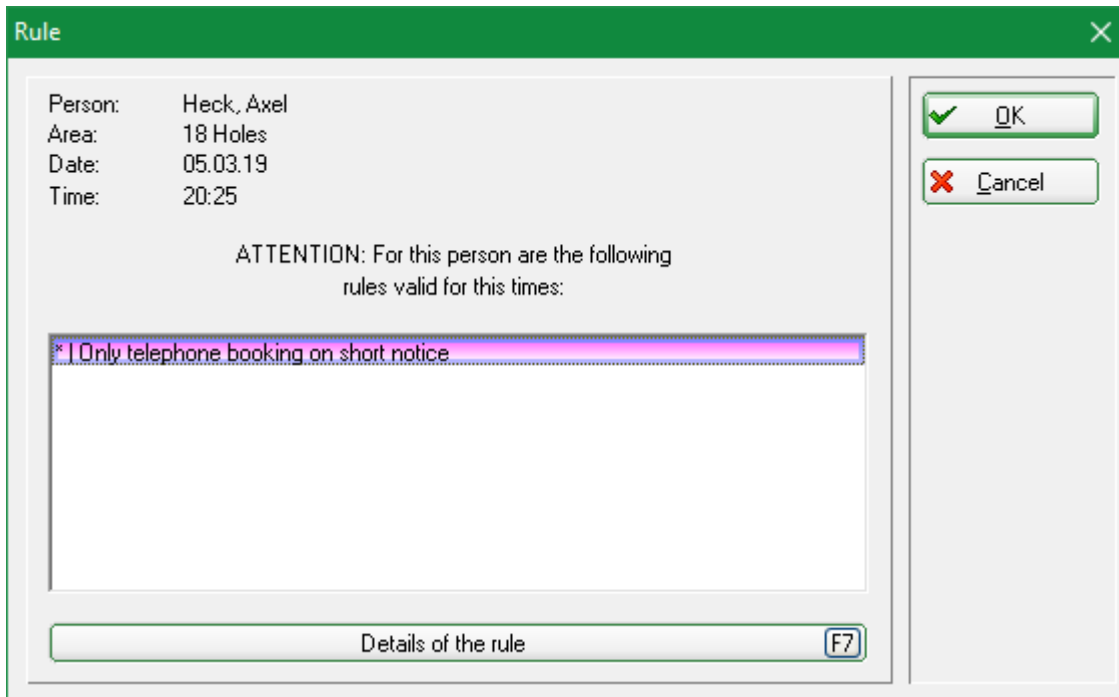 Rule
Person: Heck, Axel
Area: 18 Holes
Date: 05.03.19
Time: 20:25
ATTENTION: For this person are the following
rules valid for this times:
* | Only telephone booking on short notice
Details of the rule F7
OK
Cancel